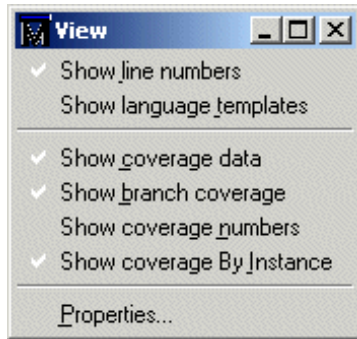 View
Show line numbers
Show language templates
Show coverage data
Show branch coverage
Show coverage numbers
Show coverage By Instance
Properties...